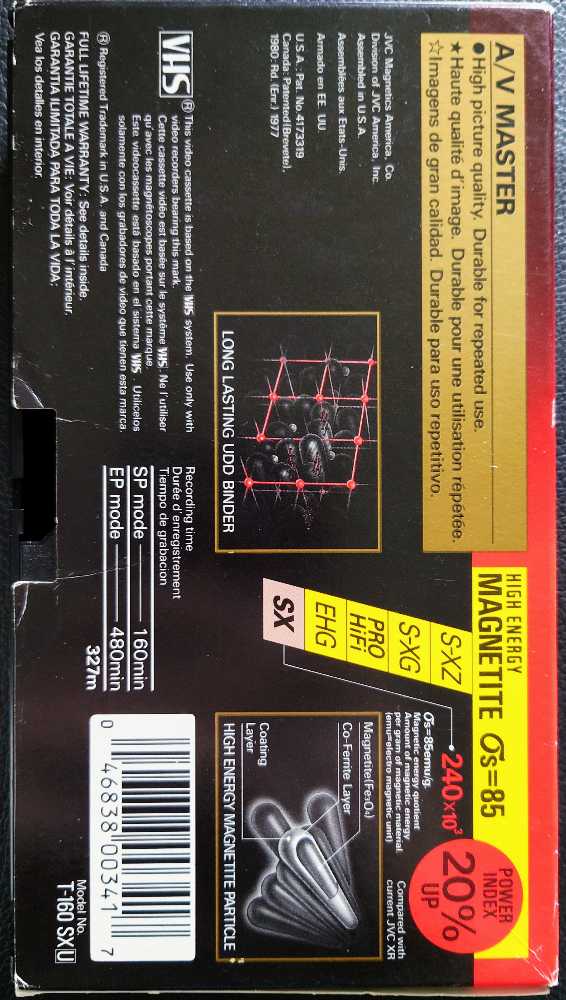 A/V MASTER
●High picture quality. Durable for repeated use.
★Haute qualité d'image. Durable pour une utilisation répétée.
☆Imagens de gran calidad. Durable para uso repetitivo.
HIGH ENERGY
MAGNETITE σs=85
POWER
INDEX
20%
UP
Compared with
current JVC XR
JVC Magnetics America, Co.
Division of JVC America, Inc.
Assembled in U.S.A.
Assemblées aux Etats-Unis.
Armado en EE. UU.
U.S.A.: Pat. No. 4173319
Canada: Patented (Breveté),
1980: Rd. (Enr.) 1977
LONG LASTING UDD BINDER
S-XZ
S-XG
PRO
HiFi
EHG
SX
•240×10³
σs=85emu/g.
Magnetic energy quotient
Amount of magnetic energy
per gram of magnetic material.
(emu=electro magnetic unit)
Magnetite(Fe₃O₄)
Co-Ferrite Layer
Coating
Layer
HIGH ENERGY MAGNETITE PARTICLE
VHS® This video cassette is based on the VHS system. Use only with
video recorders bearing this mark.
Cette cassette vidéo est basée sur le système VHS. Ne l'utiliser
qu'avec les magnétoscopes portant cette marque.
Este videocassette está basado en el sistema VHS. Utilícelos
solamente con los grabadores de video que tienen esta marca.
® Registered Trademark in U.S.A. and Canada
FULL LIFETIME WARRANTY: See details inside.
GARANTIE TOTALE A VIE: Voir détails à l'intérieur.
GARANTIA ILIMITADA PARA TODA LA VIDA:
Vea los detalles en interior.
Recording time
Durée d'enregistrement
Tiempo de grabacion
SP mode 160min
EP mode 480min
327m
0 46838 00341 7
Model No.
T-160 SXU